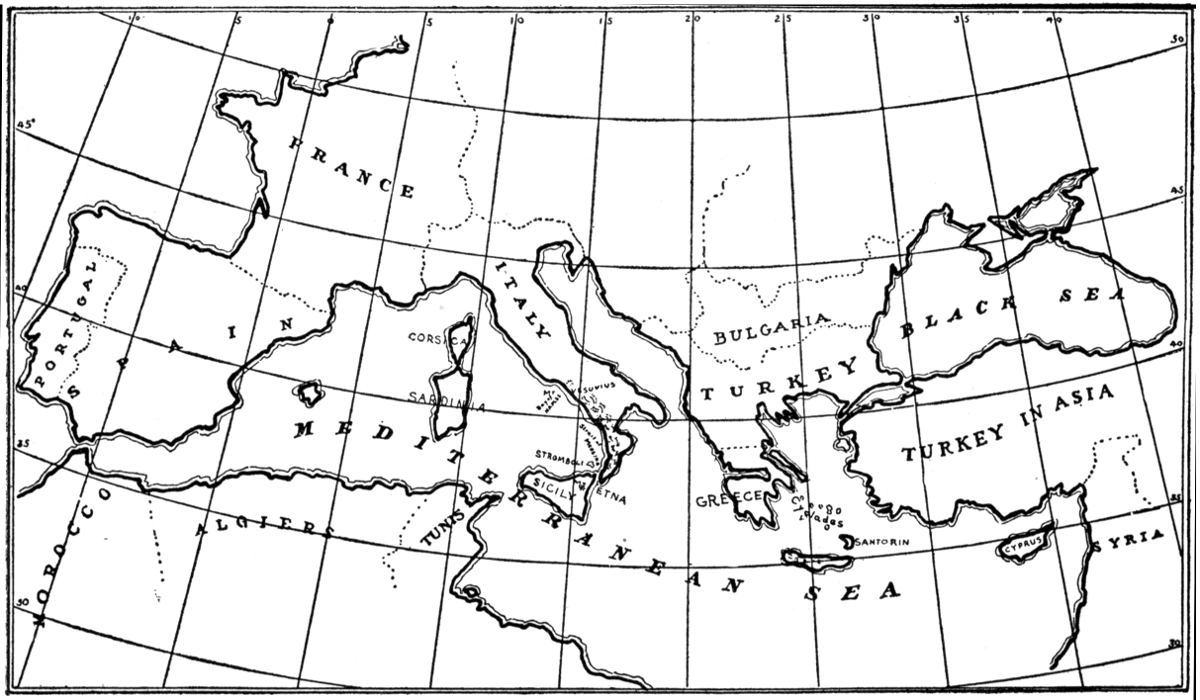 10
5
0
5
10
15
20
25
30
35
40
50
45°
45
FRANCE
ITALY
BLACK SEA
PORTUGAL
40
40
SPAIN
CORSICA
BULGARIA
TURKEY
SARDINIA
VESUVIUS
TURKEY IN ASIA
MEDITERRANEAN SEA
35
35
STROMBOLI
SICILY
ETNA
GREECE
SANTORIN
CYPRUS
SYRIA
MOROCCO
ALGIERS
TUNIS
30
30